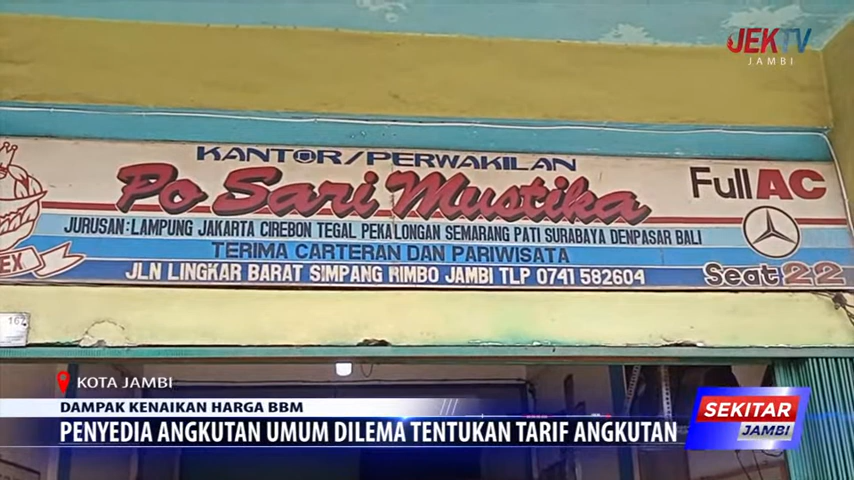 JEKTV
JAMBI
KANTOR/PERWAKILAN
Po Sari Mustika
Full AC
JURUSAN: LAMPUNG JAKARTA CIREBON TEGAL PEKALONGAN SEMARANG PATI SURABAYA DENPASAR BALI
TERIMA CARTERAN DAN PARIWISATA
EX
JLN LINGKAR BARAT SIMPANG RIMBO JAMBI TLP 0741 582604
Seat 22
167
KOTA JAMBI
DAMPAK KENAIKAN HARGA BBM
PENYEDIA ANGKUTAN UMUM DILEMA TENTUKAN TARIF ANGKUTAN
SEKITAR
JAMBI